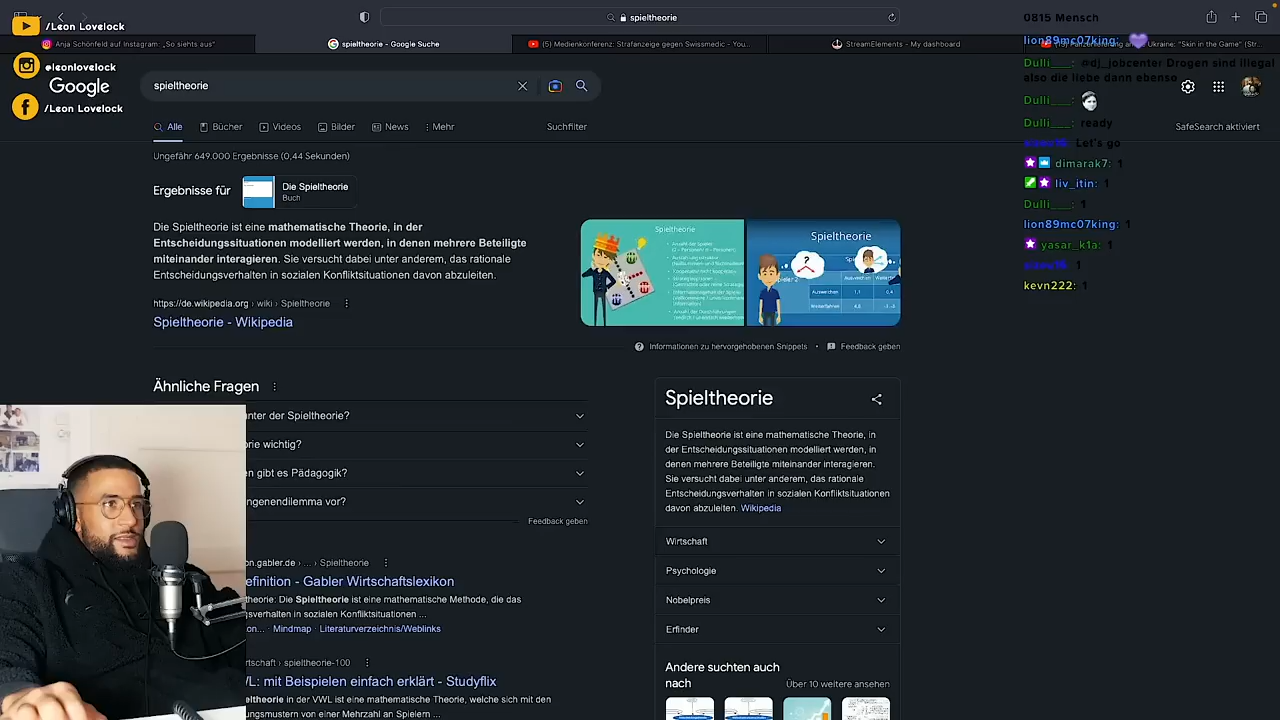 /Leon Lovelock
@leonlovelock
/Leon Lovelock
spieltheorie
Anja Schönfeld auf Instagram: „So siehts aus"
spieltheorie - Google Suche
(5) Medienkonferenz: Strafanzeige gegen Swissmedic - You...
StreamElements - My dashboard
Google
spieltheorie
Alle
Bücher
Videos
Bilder
News
Mehr
Suchfilter
SafeSearch aktiviert
Ungefähr 649.000 Ergebnisse (0,44 Sekunden)
Ergebnisse für
Die Spieltheorie
Buch
Die Spieltheorie ist eine mathematische Theorie, in der
Entscheidungssituationen modelliert werden, in denen mehrere Beteiligte
miteinander interagieren. Sie versucht dabei unter anderem, das rationale
Entscheidungsverhalten in sozialen Konfliktsituationen davon abzuleiten.
https://de.wikipedia.org › wiki › Spieltheorie
Spieltheorie - Wikipedia
Spieltheorie
Spieltheorie
Ausweichen
Informationen zu hervorgehobenen Snippets
•
Feedback geben
Ähnliche Fragen
unter der Spieltheorie?
orie wichtig?
en gibt es Pädagogik?
ngenendilemma vor?
Feedback geben
on.gabler.de › ... › Spieltheorie
efinition - Gabler Wirtschaftslexikon
theorie: Die Spieltheorie ist eine mathematische Methode, die das
gsverhalten in sozialen Konfliktsituationen ...
on... · Mindmap · Literaturverzeichnis/Weblinks
rtschaft › spieltheorie-100
VL: mit Beispielen einfach erklärt - Studyflix
eltheorie in der VWL ist eine mathematische Theorie, welche sich mit den
ungsmustern von einer Mehrzahl an Spielern ...
Spieltheorie
Die Spieltheorie ist eine mathematische Theorie, in
der Entscheidungssituationen modelliert werden, in
denen mehrere Beteiligte miteinander interagieren.
Sie versucht dabei unter anderem, das rationale
Entscheidungsverhalten in sozialen Konfliktsituationen
davon abzuleiten. Wikipedia
Wirtschaft
Psychologie
Nobelpreis
Erfinder
Andere suchten auch
nach
Über 10 weitere ansehen
0815 Mensch
lion89mc07king:
Dulli___: @dj_jobcenter Drogen sind illegal
also die liebe dann ebenso
Dulli___:
Dulli___: ready
Let's go
dimarak7: 1
liv_itin: 1
Dulli___: 1
lion89mc07king: 1
yasar_k1a: 1
1
kevn222: 1